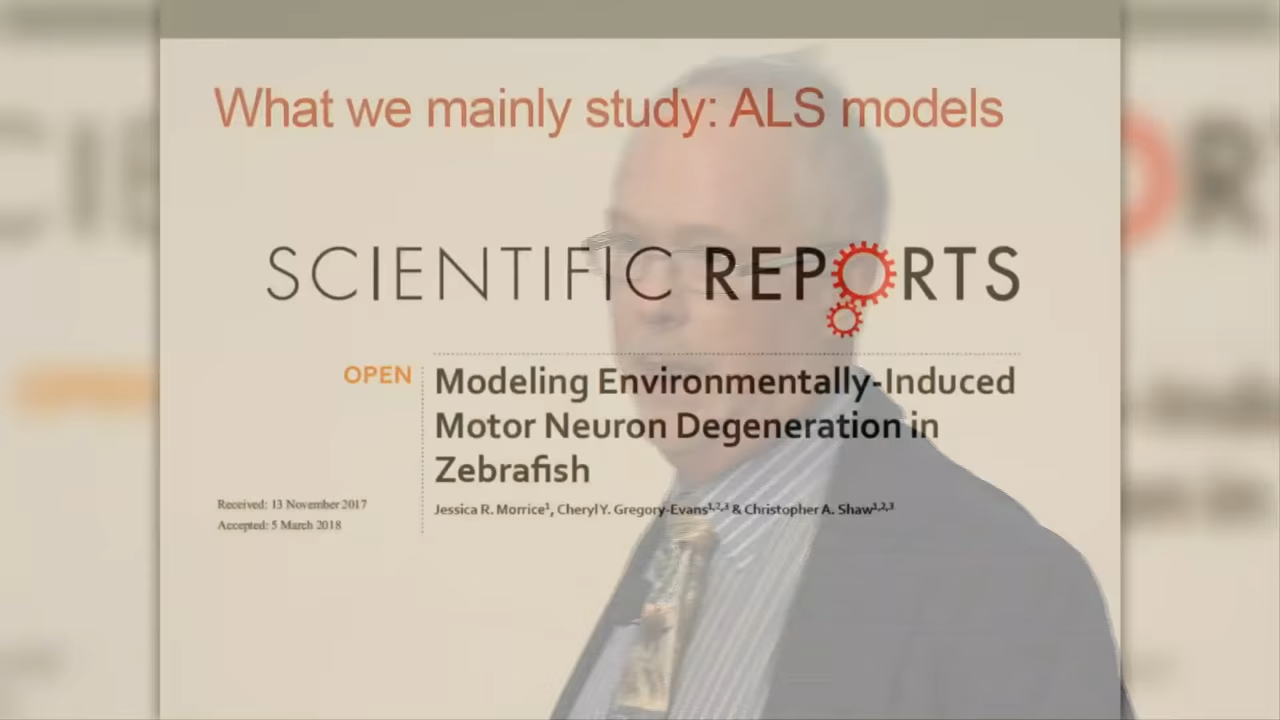 What we mainly study: ALS models
SCIENTIFIC REPORTS
OPEN
Modeling Environmentally-Induced
Motor Neuron Degeneration in
Zebrafish
Received: 13 November 2017
Accepted: 5 March 2018
Jessica R. Morrice¹, Cheryl Y. Gregory-Evans¹,²,³ & Christopher A. Shaw¹,²,³